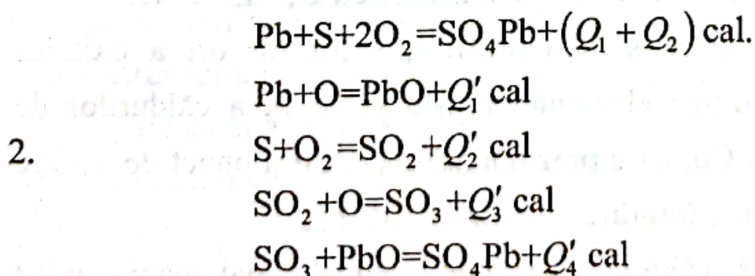 Pb+S+2O₂=SO₄Pb+(Q₁+Q₂) cal.
Pb+O=PbO+Q′₁ cal
2.
S+O₂=SO₂+Q′₂ cal
SO₂+O=SO₃+Q′₃ cal
SO₃+PbO=SO₄Pb+Q′₄ cal